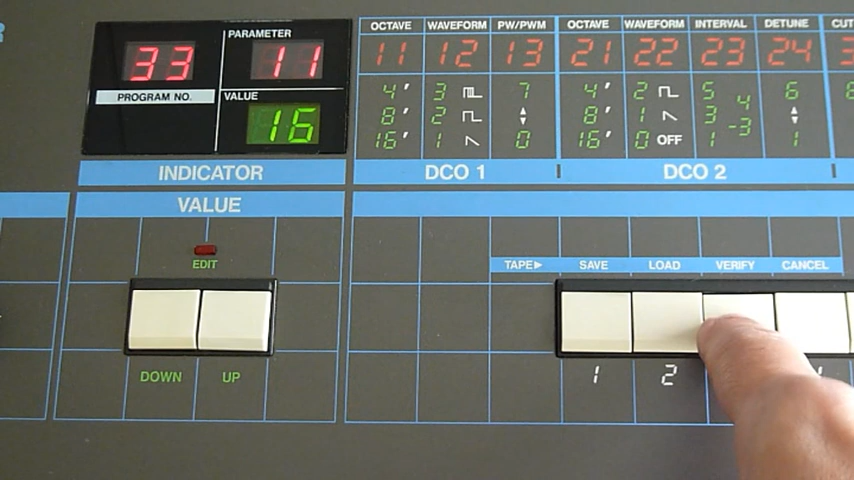 R
33
PARAMETER
11
PROGRAM NO.
VALUE
16
OCTAVE WAVEFORM PW/PWM OCTAVE WAVEFORM INTERVAL DETUNE CUT
11 12 13 21 22 23 24 3
4' 3 7 4' 2 5 4 6
8' 2 8' 1 3 -3
16' 1 0 16' 0 OFF 1 1
INDICATOR
DCO 1
DCO 2
VALUE
EDIT
TAPE▶ SAVE LOAD VERIFY CANCEL
DOWN UP
1 2